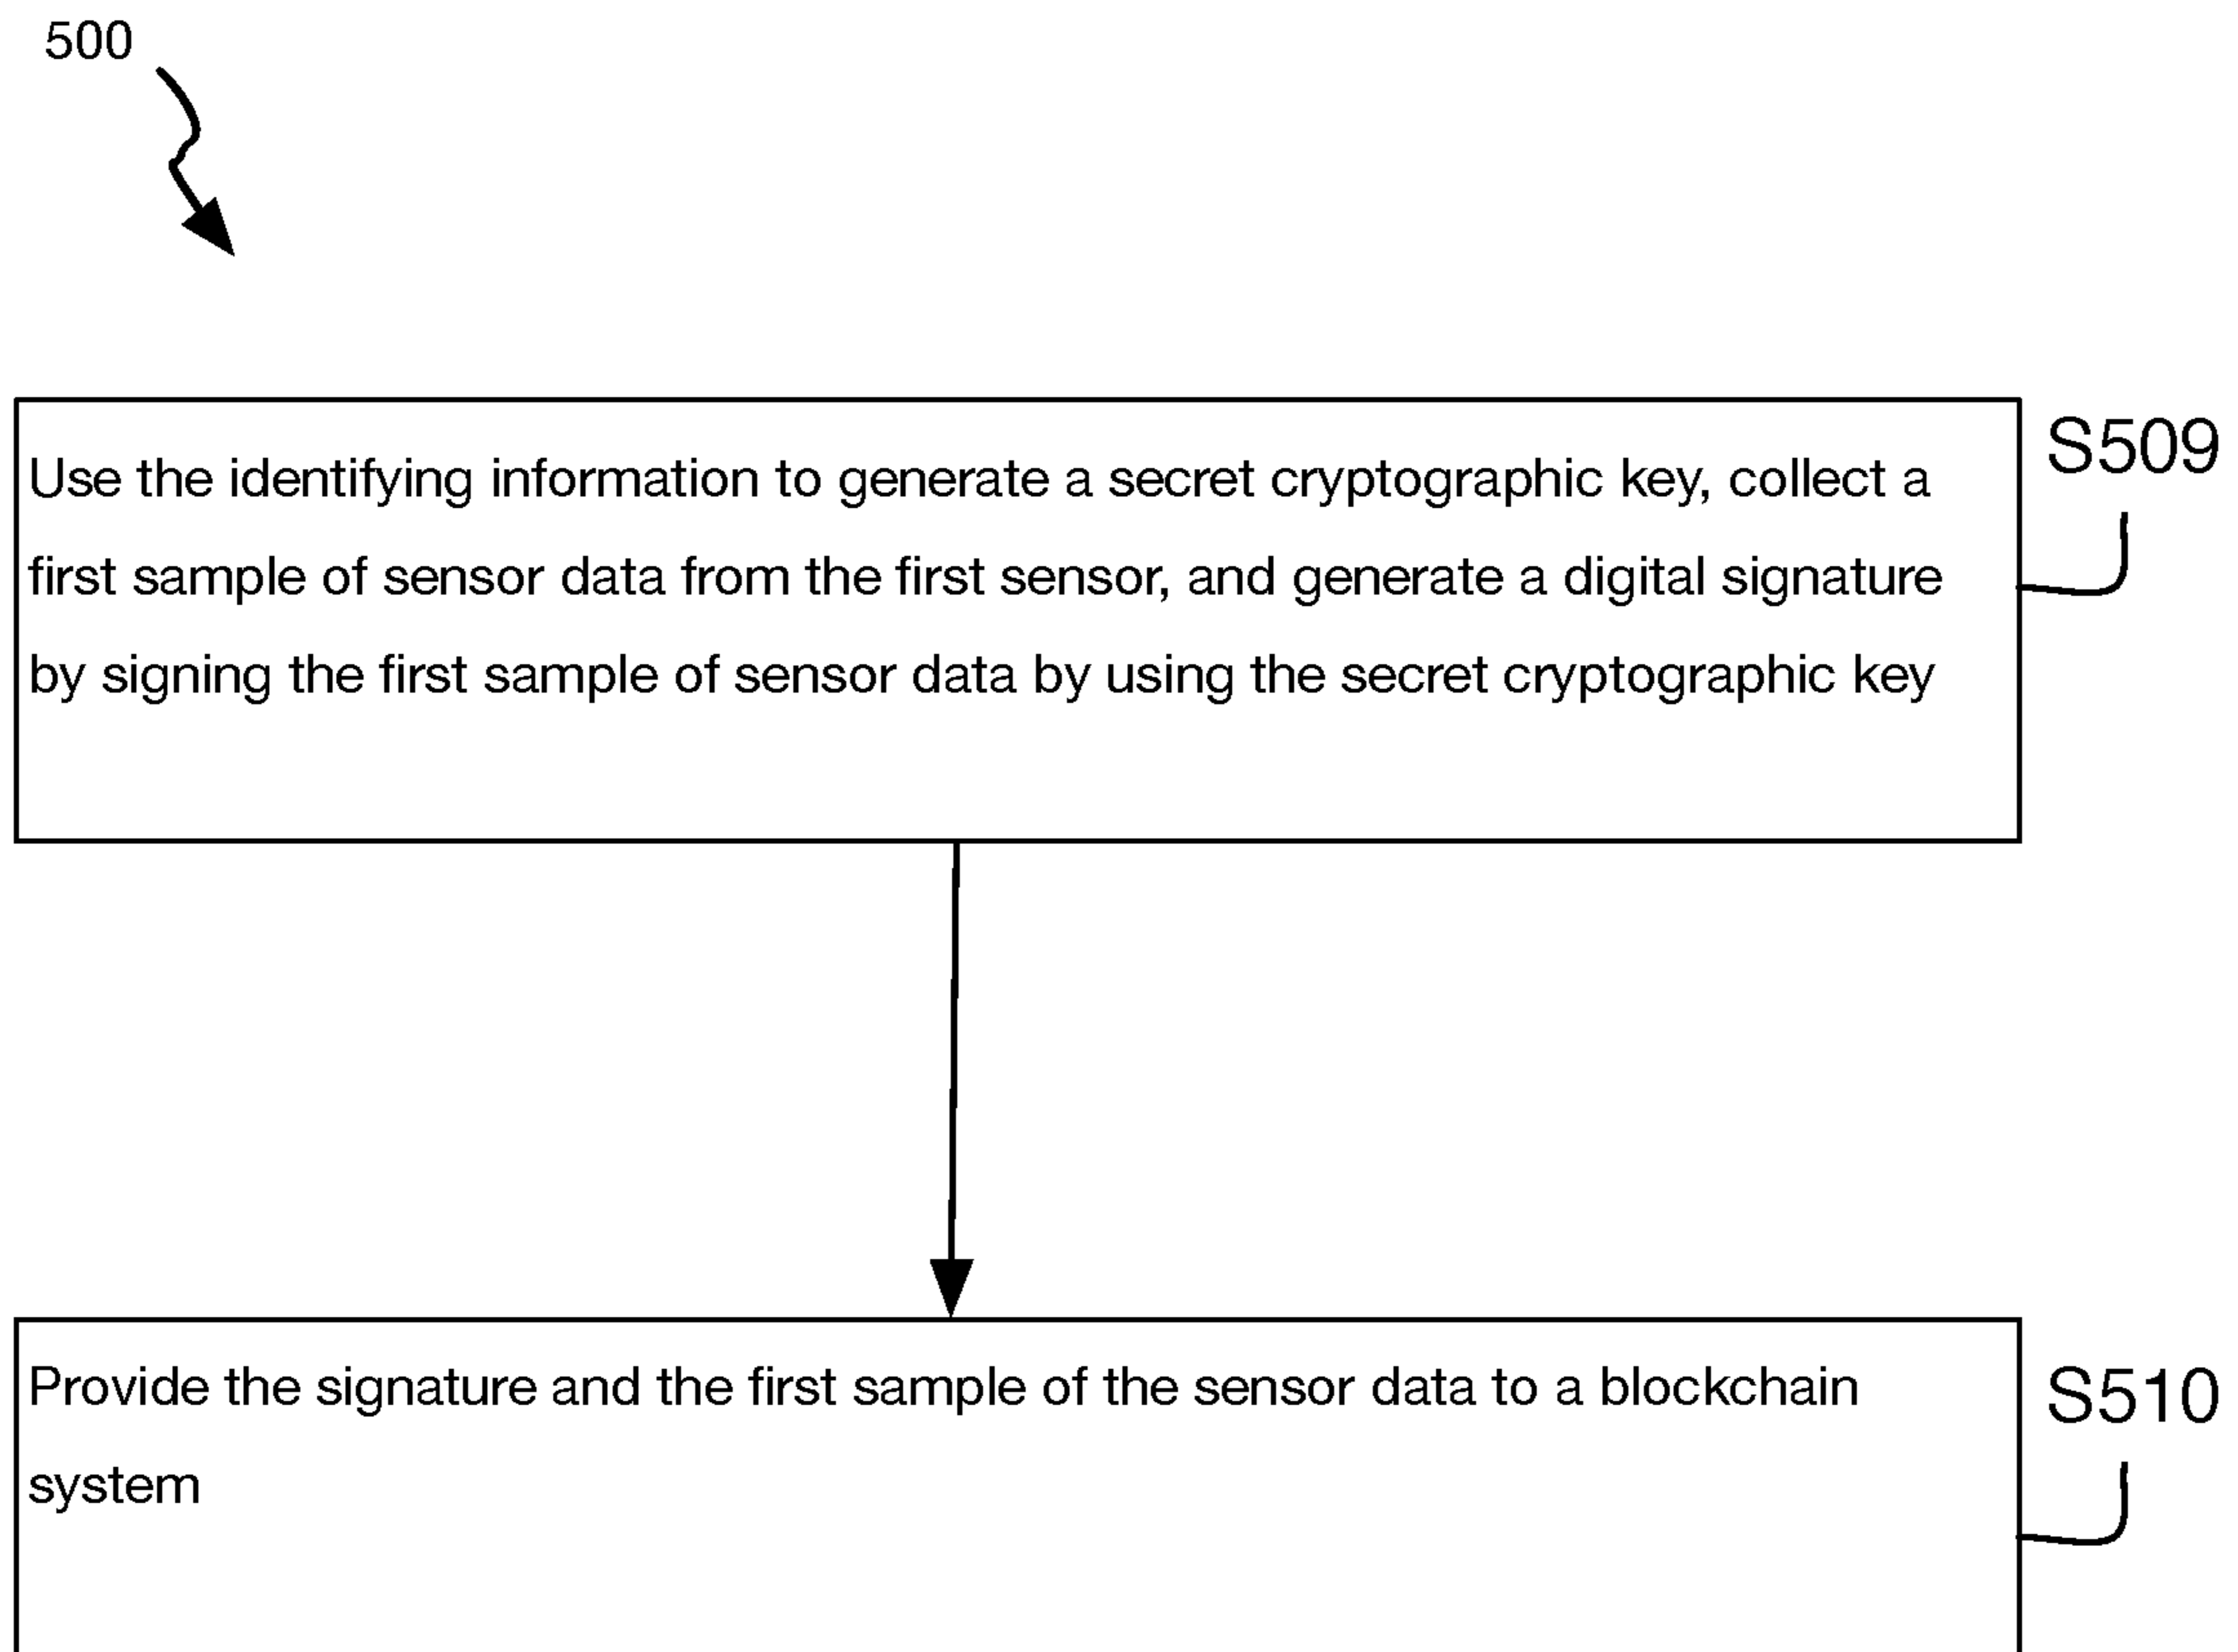 500
Use the identifying information to generate a secret cryptographic key, collect a
first sample of sensor data from the first sensor, and generate a digital signature
by signing the first sample of sensor data by using the secret cryptographic key
S509
Provide the signature and the first sample of the sensor data to a blockchain
system
S510